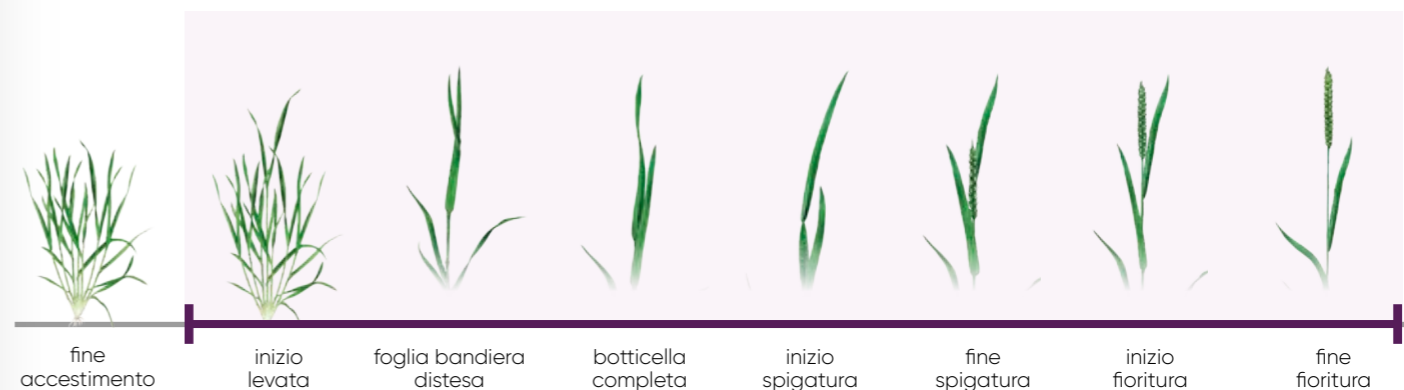 fine
accestimento
inizio
levata
foglia bandiera
distesa
botticella
completa
inizio
spigatura
fine
spigatura
inizio
fioritura
fine
fioritura